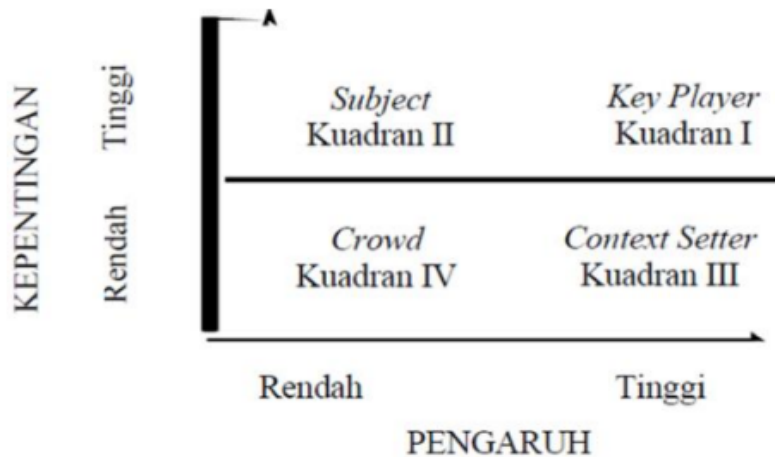 KEPENTINGAN
Tinggi
Rendah
Subject
Kuadran II
Key Player
Kuadran I
Crowd
Kuadran IV
Context Setter
Kuadran III
Rendah
Tinggi
PENGARUH